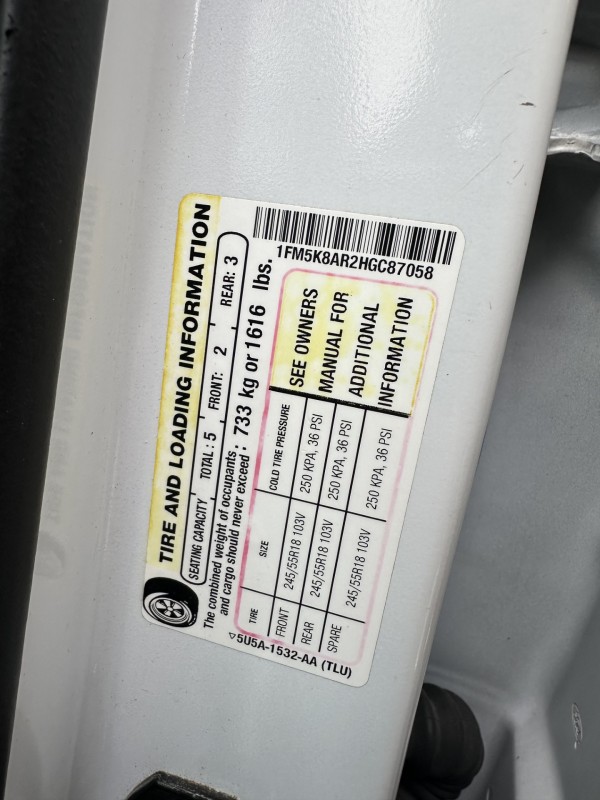 TIRE AND LOADING INFORMATION
SEATING CAPACITY TOTAL : 5 FRONT: 2 REAR: 3
The combined weight of occupants
and cargo should never exceed : 733 kg or 1616 lbs.
TIRE SIZE COLD TIRE PRESSURE
FRONT 245/55R18 103V 250 KPA, 36 PSI
REAR 245/55R18 103V 250 KPA, 36 PSI
SPARE 245/55R18 103V 250 KPA, 36 PSI
SEE OWNERS
MANUAL FOR
ADDITIONAL
INFORMATION
5U5A-1532-AA (TLU)
1FM5K8AR2HGC87058